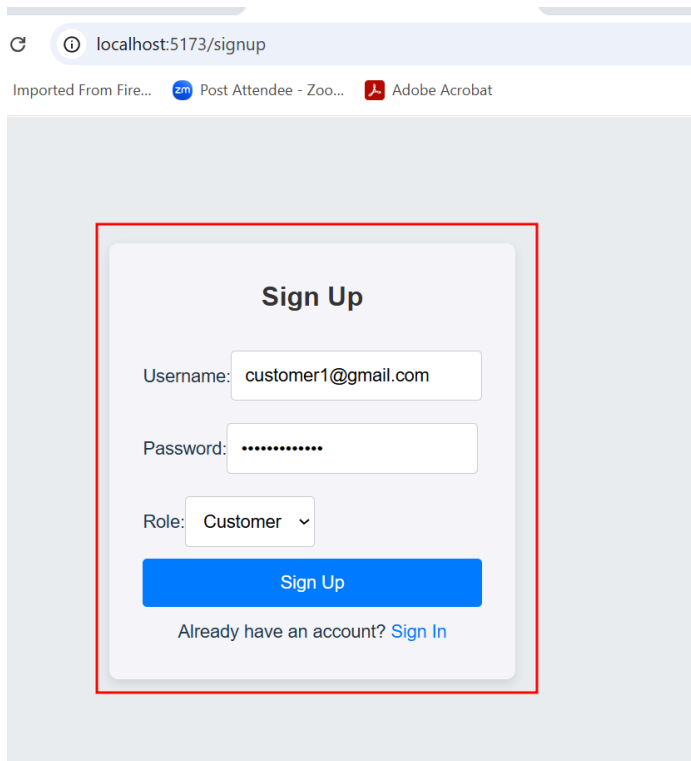 localhost:5173/signup
Imported From Fire... zm Post Attendee - Zoo... Adobe Acrobat
Sign Up
Username: customer1@gmail.com
Password: •••••••••••••
Role: Customer
Sign Up
Already have an account? Sign In